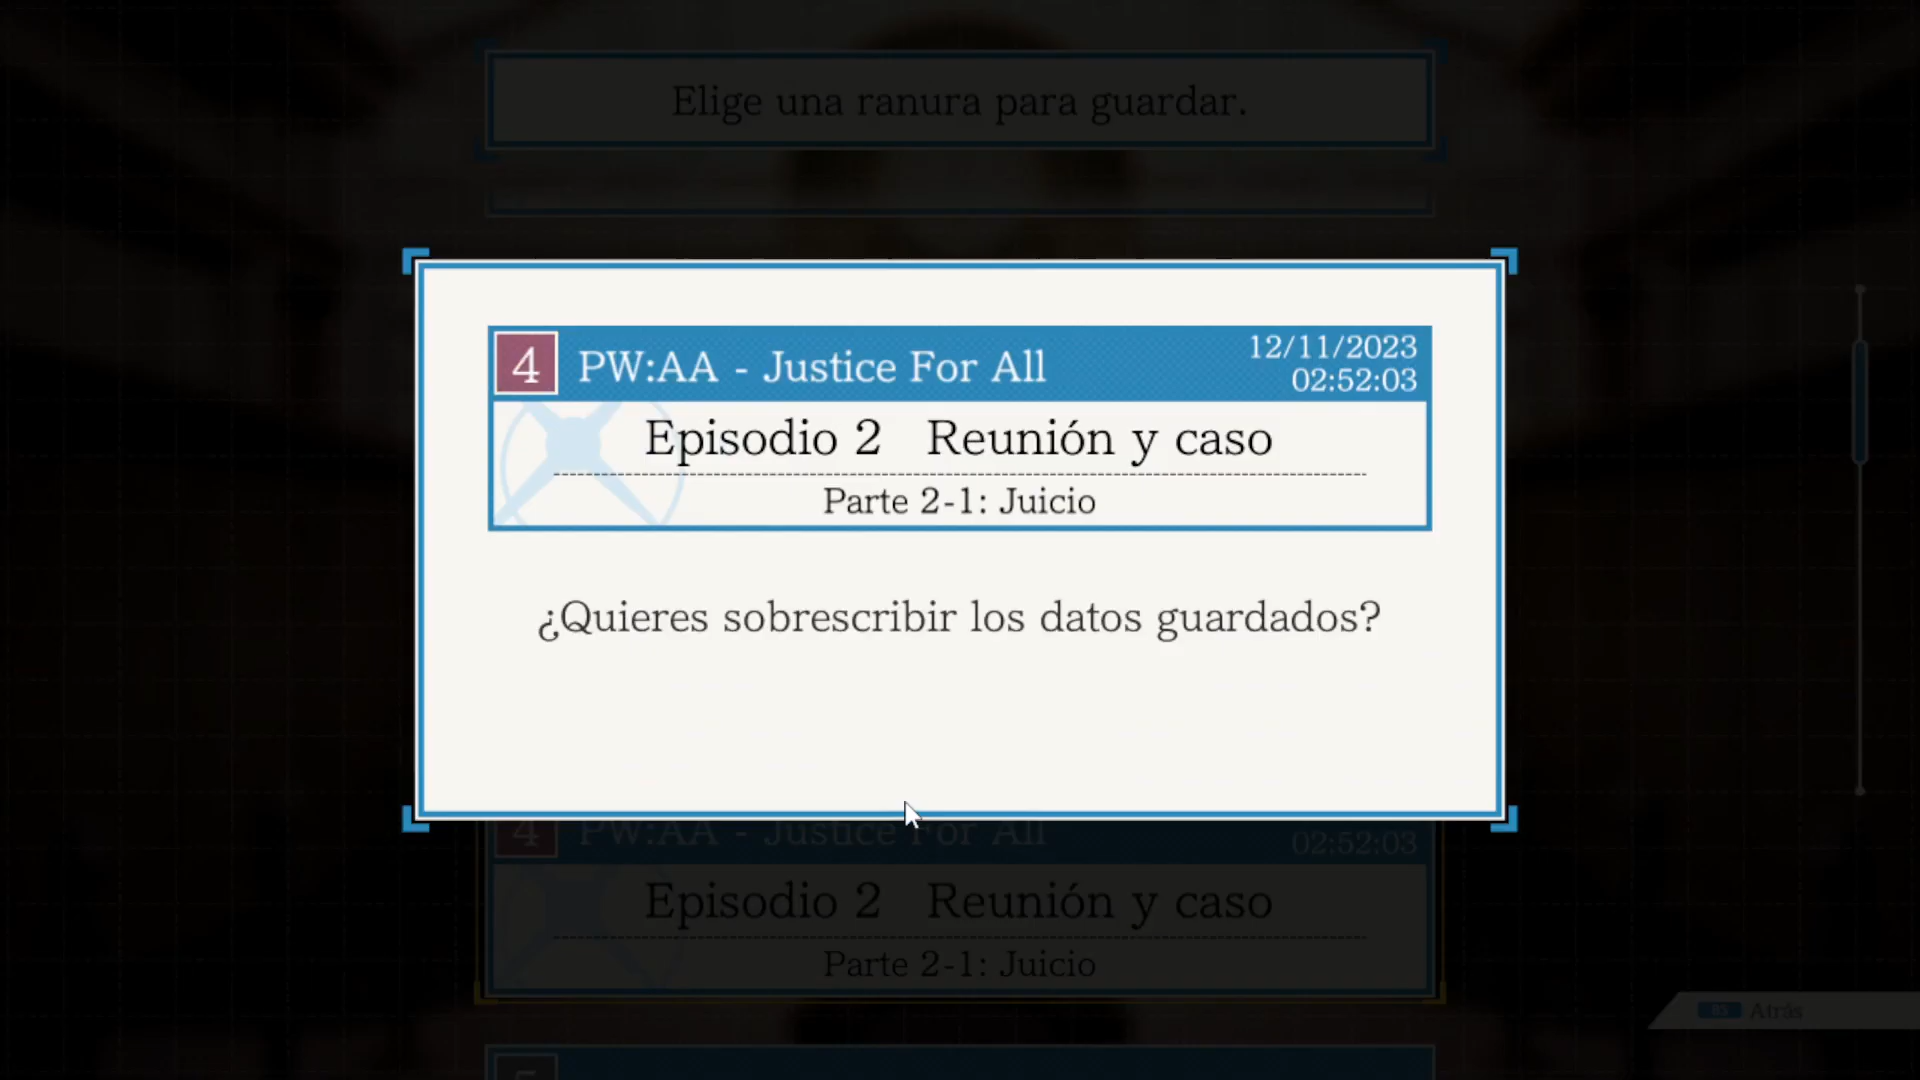 Elige una ranura para guardar.
4 PW:AA - Justice For All 12/11/2023
02:52:03
Episodio 2 Reunión y caso
Parte 2-1: Juicio
¿Quieres sobrescribir los datos guardados?
4 PW:AA - Justice For All 02:52:03
Episodio 2 Reunión y caso
Parte 2-1: Juicio
Atrás
5